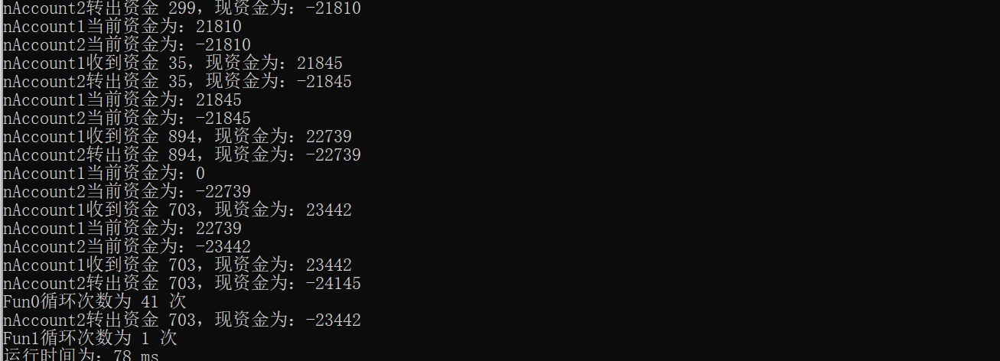 nAccount2转出资金 299，现资金为：-21810
nAccount1当前资金为：21810
nAccount2当前资金为：-21810
nAccount1收到资金 35，现资金为：21845
nAccount2转出资金 35，现资金为：-21845
nAccount1当前资金为：21845
nAccount2当前资金为：-21845
nAccount1收到资金 894，现资金为：22739
nAccount2转出资金 894，现资金为：-22739
nAccount1当前资金为：0
nAccount2当前资金为：-22739
nAccount1收到资金 703，现资金为：23442
nAccount1当前资金为：22739
nAccount2当前资金为：-23442
nAccount1收到资金 703，现资金为：23442
nAccount2转出资金 703，现资金为：-24145
Fun0循环次数为 41 次
nAccount2转出资金 703，现资金为：-23442
Fun1循环次数为 1 次
运行时间为：78 ms